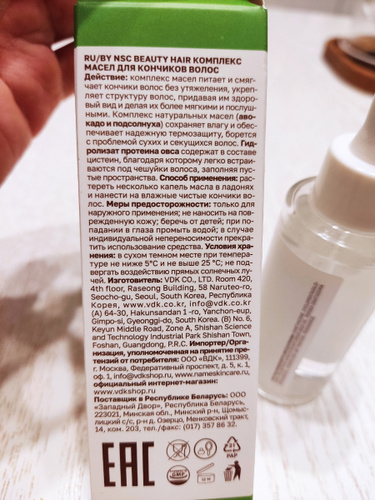 RU/BY NSC BEAUTY HAIR КОМПЛЕКС
МАСЕЛ ДЛЯ КОНЧИКОВ ВОЛОС
Действие: комплекс масел питает и смяг-
чает кончики волос без утяжеления, укреп-
ляет структуру волос, придавая им здоро-
вый вид и делая их более мягкими и послуш-
ными. Комплекс натуральных масел (аво-
кадо и подсолнуха) сохраняет влагу и обес-
печивает надежную термозащиту, борется
с проблемой сухих и секущихся волос. Гид-
ролизат протеина овса содержат в составе
цистеин, благодаря которому легко встраи-
ваются под чешуйки волоса, заполняя пус-
тые пространства. Способ применения: рас-
тереть несколько капель масла в ладонях
и нанести на влажные чистые кончики во-
лос. Меры предосторожности: только для
наружного применения; не наносить на пов-
режденную кожу; беречь от детей; при по-
падании в глаза промыть водой; в случае
индивидуальной непереносимости прекра-
тить использование средства. Условия хра-
нения: в сухом темном месте при темпера-
туре не ниже 5°C и не выше 25 °C; не под-
вергать воздействию прямых солнечных лу-
чей. Изготовитель: VDK CO., LTD. Room 420,
4th floor, Raseong Building, 58 Naruteo-ro,
Seocho-gu, Seoul, South Korea, Республика
Корея, www.vdk.co.kr, info@vdk.co.kr
(A) 64-30, Hakunsandan 1 -ro, Yanchon-eup,
Gimpo-si, Gyeonggi-do, South Korea. (B) No. 6,
Keyun Middle Road, Zone A, Shishan Science
and Technology Industrial Park Shishan Town,
Foshan, Guangdong, P.R.C. Импортер/Орга-
низация, уполномоченная на принятие пре-
тензий от потребителя: ООО «ВДК», 111399,
г. Москва, Федеративный проспект, д. 5, к. 1,
оф. 1, info@vdkshop.ru, www.nameskincare.ru,
официальный интернет-магазин:
www.vdkshop.ru
Поставщик в Республику Беларусь: ООО
«Западный Двор», Республика Беларусь,
223021, Минская обл., Минский р-н, Щомыс-
лицкий с/с, р-н д. Озерцо, Меньковский тракт,
14, ком. 203, тел./факс: (017) 357 86 32.
EAC
GMP
12 M
21
PAP